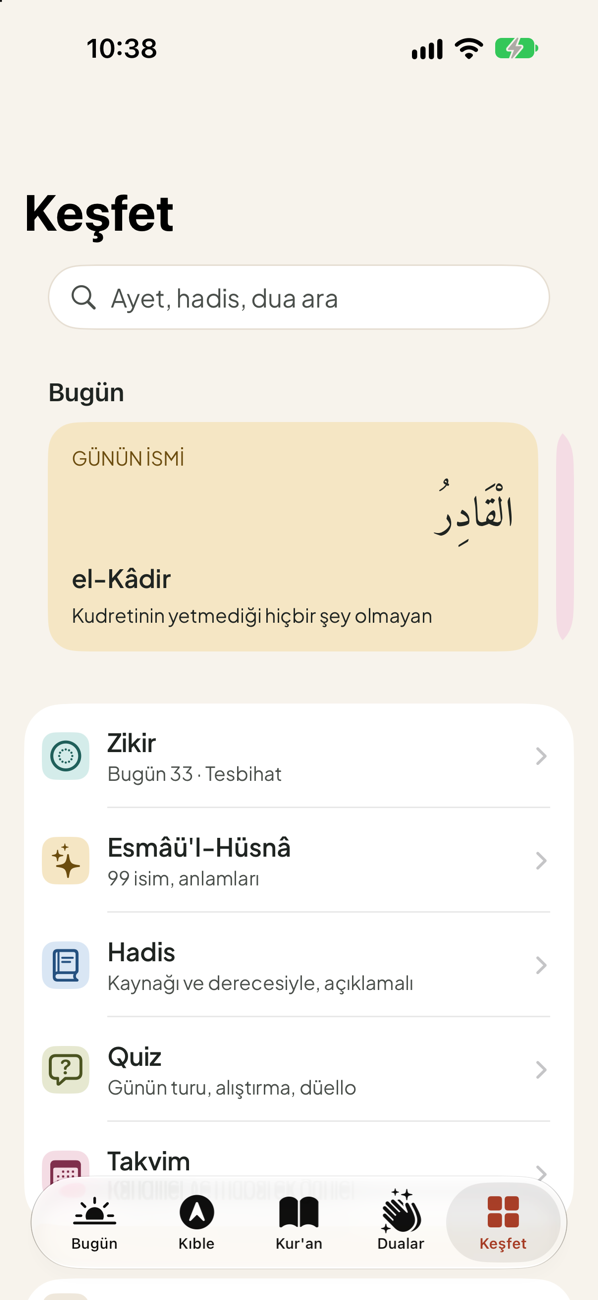 10:38
Keşfet
Ayet, hadis, dua ara
Bugün
GÜNÜN İSMİ
الْقَادِرُ
el-Kâdir
Kudretinin yetmediği hiçbir şey olmayan
Zikir
Bugün 33 · Tesbihat
Esmâü'l-Hüsnâ
99 isim, anlamları
Hadis
Kaynağı ve derecesiyle, açıklamalı
Quiz
Günün turu, alıştırma, düello
Takvim
Bugün
Kıble
Kur'an
Dualar
Keşfet